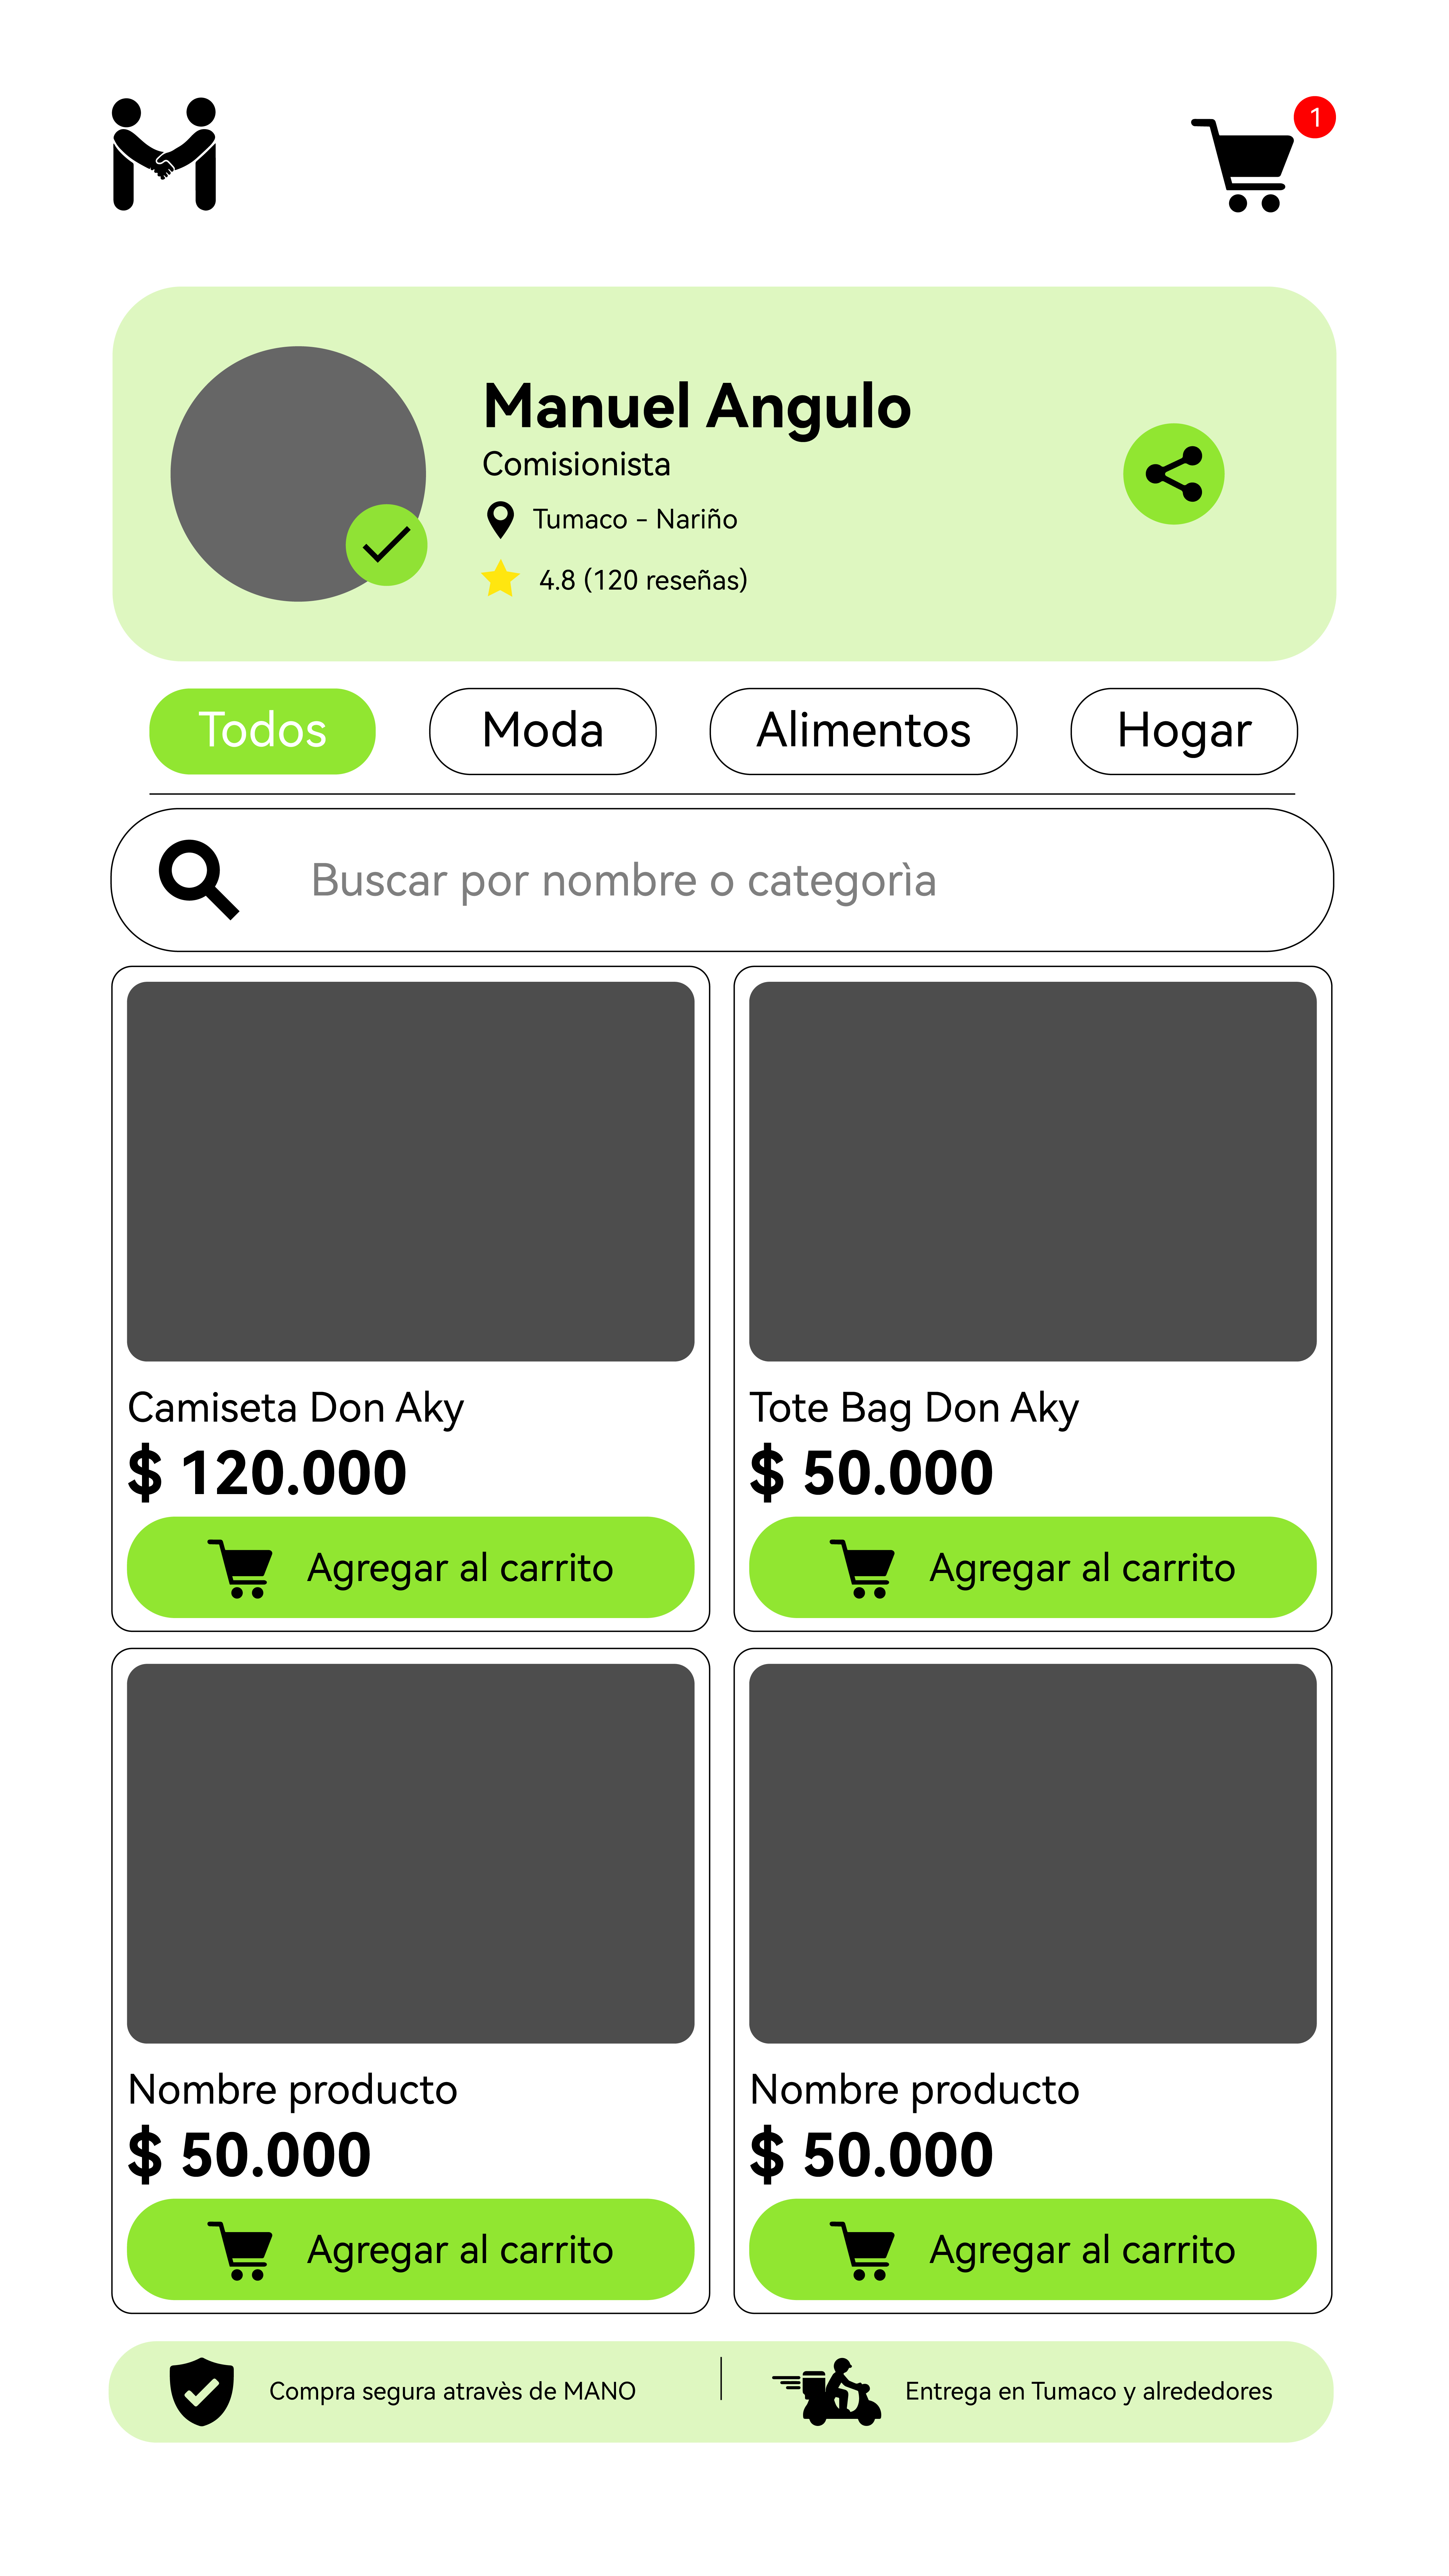 1
Manuel Angulo
Comisionista
Tumaco - Nariño
4.8 (120 reseñas)
Todos
Moda
Alimentos
Hogar
Buscar por nombre o categorìa
Camiseta Don Aky
$ 120.000
Agregar al carrito
Tote Bag Don Aky
$ 50.000
Agregar al carrito
Nombre producto
$ 50.000
Agregar al carrito
Nombre producto
$ 50.000
Agregar al carrito
Compra segura atravès de MANO
Entrega en Tumaco y alrededores